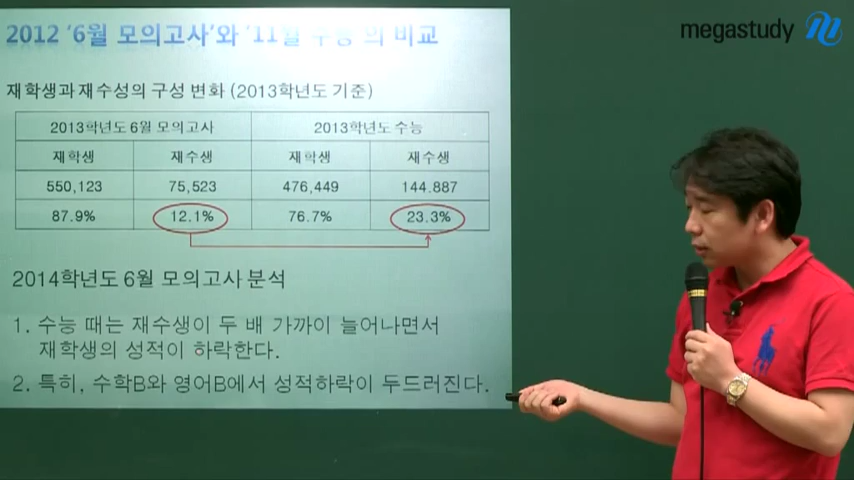 2012 '6월 모의고사'와 '11월 수능'의 비교
megastudy
재학생과 재수성의 구성 변화 (2013학년도 기준)
2013학년도 6월 모의고사 2013학년도 수능
재학생 재수생 재학생 재수생
550,123 75,523 476,449 144.887
87.9% 12.1% 76.7% 23.3%
2014학년도 6월 모의고사 분석
1. 수능 때는 재수생이 두 배 가까이 늘어나면서
재학생의 성적이 하락한다.
2. 특히, 수학B와 영어B에서 성적하락이 두드러진다.